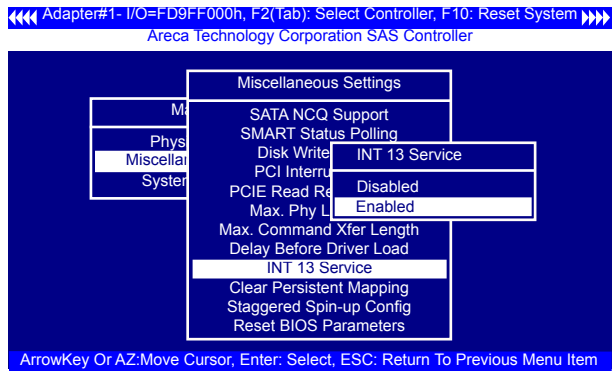 Adapter#1- I/O=FD9FF000h, F2(Tab): Select Controller, F10: Reset System
Areca Technology Corporation SAS Controller
Ma
Phys
Miscellan
System
Miscellaneous Settings
SATA NCQ Support
SMART Status Polling
Disk Write
PCI Interru
PCIE Read Re
Max. Phy L
Max. Command Xfer Length
Delay Before Driver Load
INT 13 Service
Clear Persistent Mapping
Staggered Spin-up Config
Reset BIOS Parameters
INT 13 Service
Disabled
Enabled
ArrowKey Or AZ:Move Cursor, Enter: Select, ESC: Return To Previous Menu Item